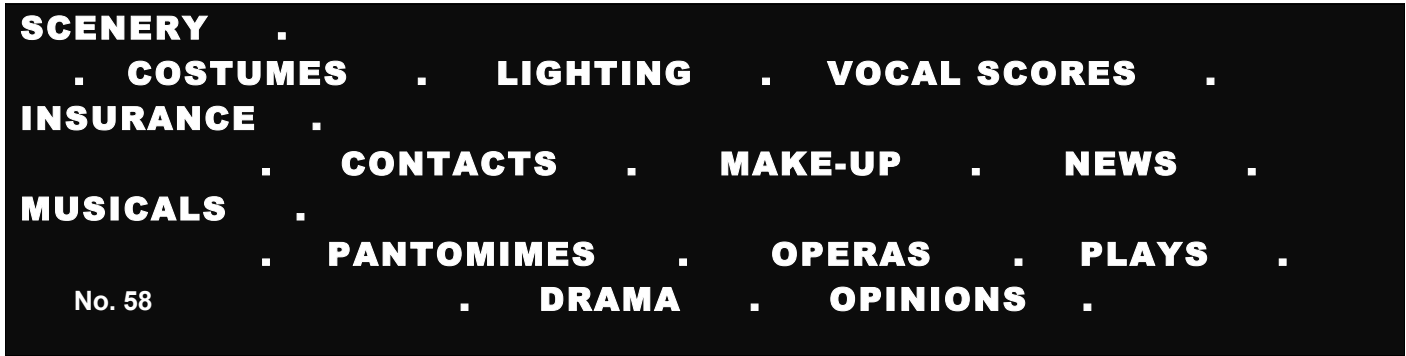 SCENERY .
. COSTUMES . LIGHTING . VOCAL SCORES .
INSURANCE .
. CONTACTS . MAKE-UP . NEWS .
MUSICALS .
. PANTOMIMES . OPERAS . PLAYS .
No. 58 . DRAMA . OPINIONS .